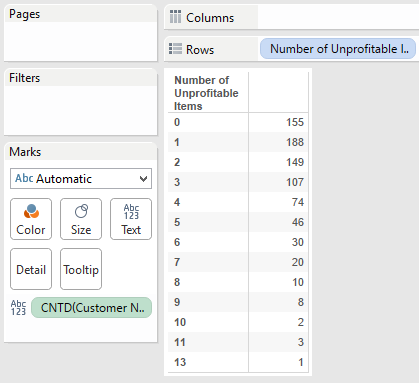 Pages
Columns
Rows
Number of Unprofitable I..
Filters
Marks
Abc Automatic
Color
Size
Abc
123
Text
Detail
Tooltip
Abc
123
CNTD(Customer N..
Number of
Unprofitable
Items
0 155
1 188
2 149
3 107
4 74
5 46
6 30
7 20
8 10
9 8
10 2
11 3
13 1